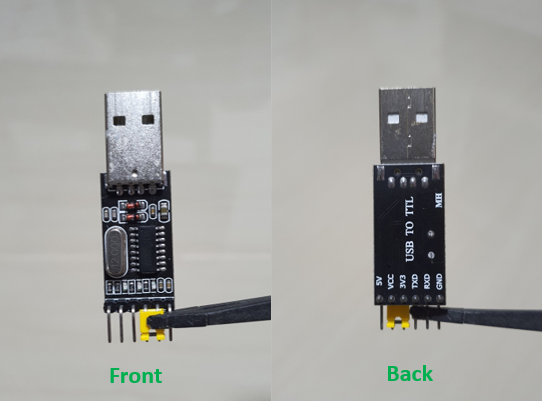 USB TO TTL
MH
5V
VCC
3V3
TXD
RXD
GND
Front
Back